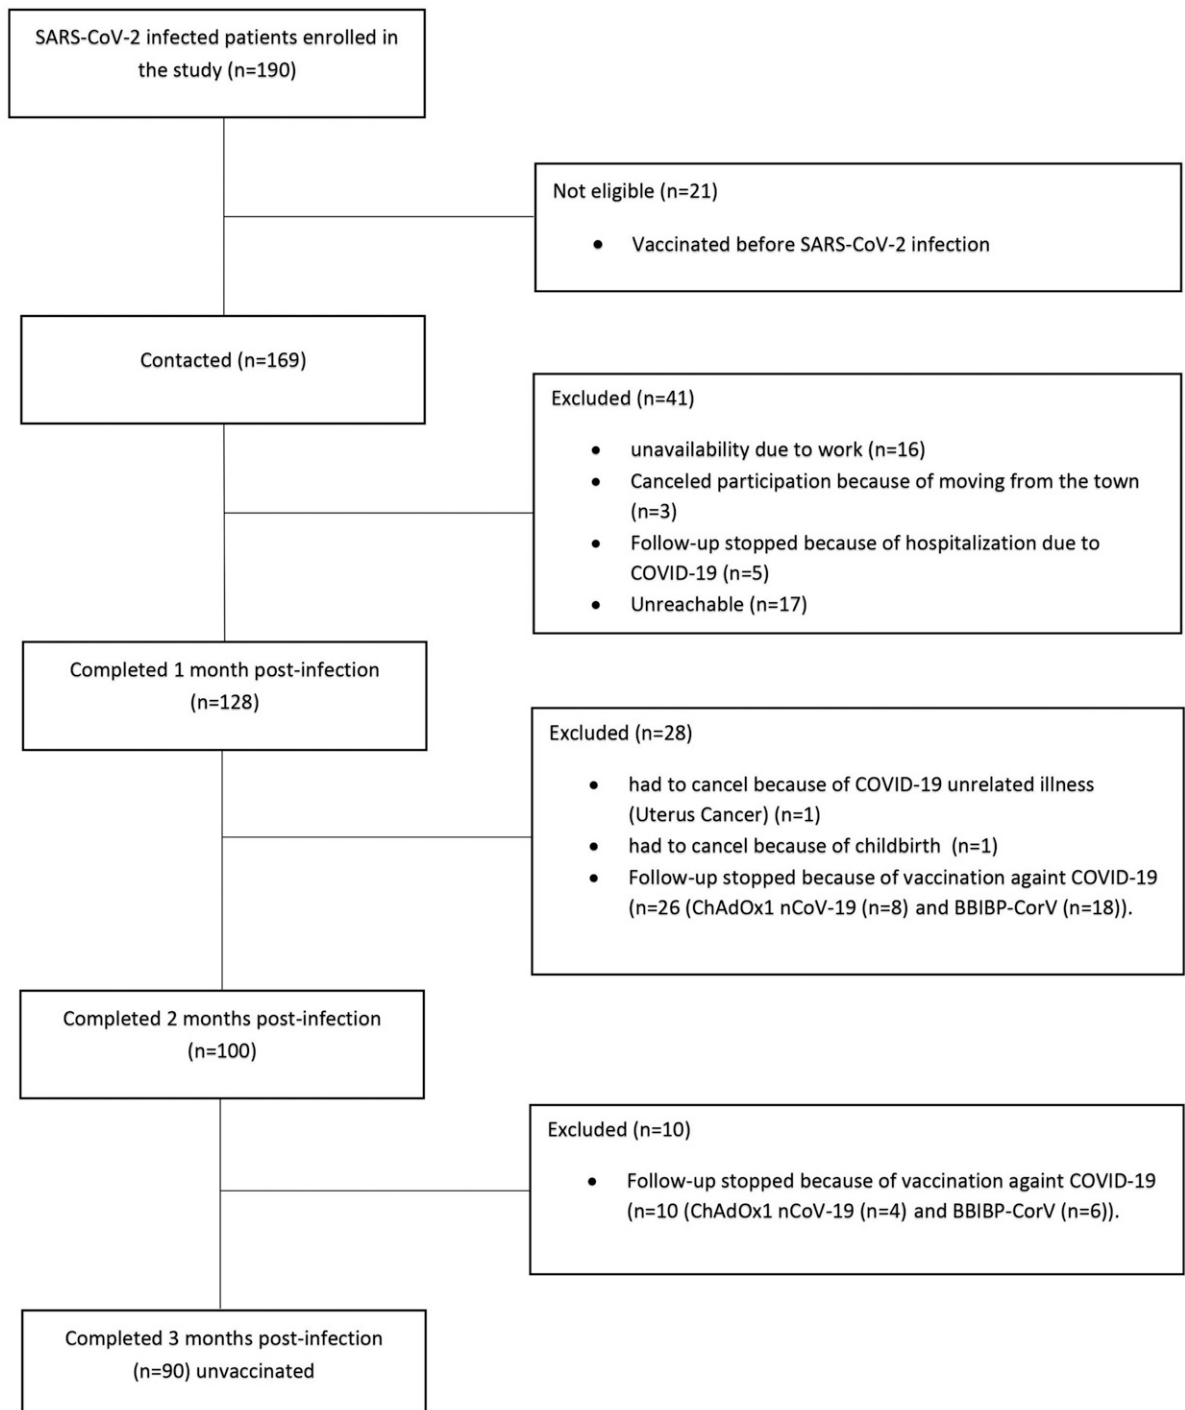 SARS-CoV-2 infected patients enrolled in
the study (n=190)
Not eligible (n=21)
• Vaccinated before SARS-CoV-2 infection
Contacted (n=169)
Excluded (n=41)
• unavailability due to work (n=16)
• Canceled participation because of moving from the town
(n=3)
• Follow-up stopped because of hospitalization due to
COVID-19 (n=5)
• Unreachable (n=17)
Completed 1 month post-infection
(n=128)
Excluded (n=28)
• had to cancel because of COVID-19 unrelated illness
(Uterus Cancer) (n=1)
• had to cancel because of childbirth (n=1)
• Follow-up stopped because of vaccination againt COVID-19
(n=26 (ChAdOx1 nCoV-19 (n=8) and BBIBP-CorV (n=18)).
Completed 2 months post-infection
(n=100)
Excluded (n=10)
• Follow-up stopped because of vaccination againt COVID-19
(n=10 (ChAdOx1 nCoV-19 (n=4) and BBIBP-CorV (n=6)).
Completed 3 months post-infection
(n=90) unvaccinated